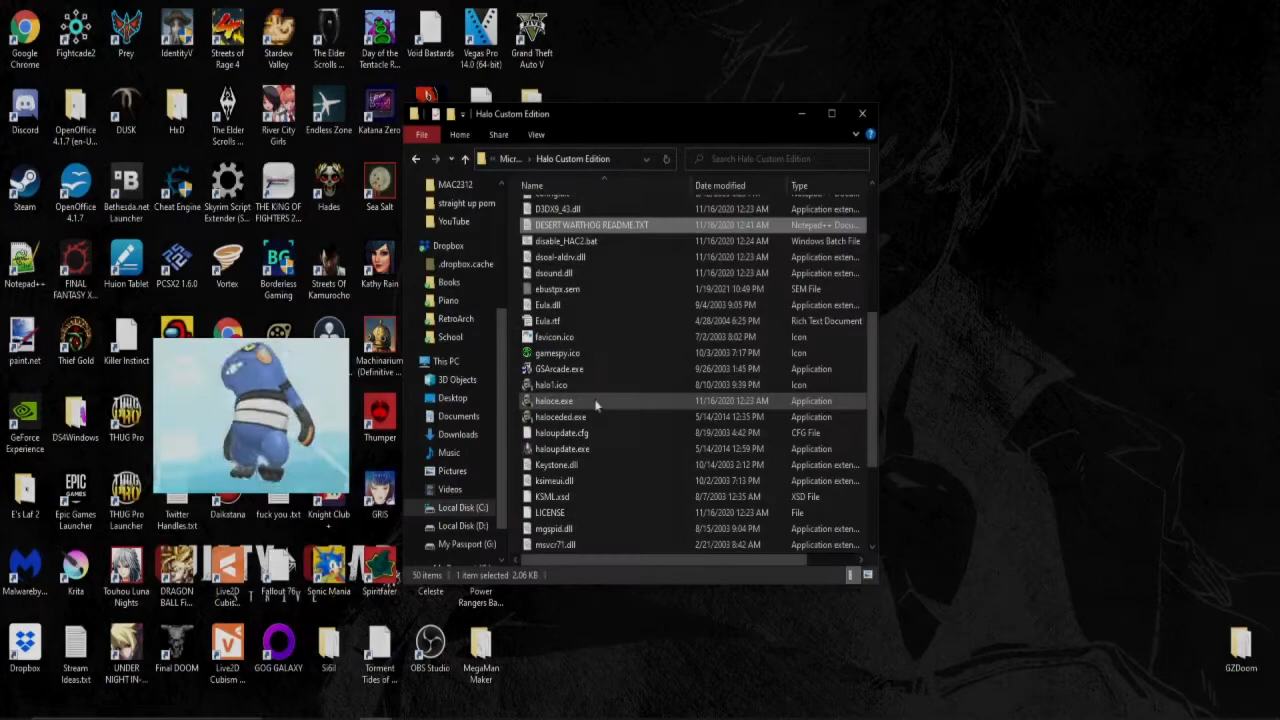 Google
Chrome
Fightcade2
Prey
IdentityV
Streets of
Rage 4
Stardew
Valley
The Elder
Scrolls ...
Day of the
Tentacle R...
Void Bastards
Vegas Pro
14.0 (64-bit)
Grand Theft
Auto V
Discord
OpenOffice
4.1.7 (en-U...
DUSK
HxD
The Elder
Scrolls ...
River City
Girls
Endless Zone
Katana Zero
Steam
OpenOffice
4.1.7
Bethesda.net
Launcher
Cheat Engine
Skyrim Script
Extender (S...
THE KING OF
FIGHTERS 2...
Hades
Sea Salt
Notepad++
FINAL
FANTASY X...
Huion Tablet
PCSX2 1.6.0
Vortex
Borderless
Gaming
Streets Of
Kamurocho
Kathy Rain
paint.net
Thief Gold
Killer Instinct
Machinarium
(Definitive ...
GeForce
Experience
DS4Windows
THUG Pro
Thumper
E's Laf 2
Epic Games
Launcher
THUG Pro
Launcher
Twitter
Handles.txt
Daikatana
fuck you .txt
Knight Club
+
GRIS
Malwareby...
Krita
Touhou Luna
Nights
DRAGON
BALL Fi...
Live2D
Cubis...
Fallout 76
Sonic Mania
Spiritfarer
Celeste
Power
Rangers Ba...
Dropbox
Stream
Ideas.txt
UNDER
NIGHT IN-...
Final DOOM
Live2D
Cubism ...
GOG GALAXY
Torment
Tides of ...
OBS Studio
MegaMan
Maker
GZDoom
Halo Custom Edition
File Home Share View
Micr... Halo Custom Edition
Search Halo Custom Edition
MAC2312
straight up porn
YouTube
Dropbox
.dropbox.cache
Books
Piano
RetroArch
School
This PC
3D Objects
Desktop
Documents
Downloads
Music
Pictures
Videos
Local Disk (C:)
Local Disk (D:)
My Passport (G:)
Name Date modified Type
D3DX9_43.dll 11/16/2020 12:23 AM Application exten...
DESERT WARTHOG README.TXT 11/16/2020 12:41 AM Notepad++ Docu...
disable_HAC2.bat 11/16/2020 12:24 AM Windows Batch File
dsoal-aldrv.dll 11/16/2020 12:23 AM Application exten...
dsound.dll 11/16/2020 12:23 AM Application exten...
ebustpx.sem 1/19/2021 10:49 PM SEM File
Eula.dll 9/4/2003 9:05 PM Application exten...
Eula.rtf 4/28/2004 6:25 PM Rich Text Document
favicon.ico 7/2/2003 8:02 PM Icon
gamespy.ico 10/3/2003 7:17 PM Icon
GSArcade.exe 9/26/2003 1:45 PM Application
halo1.ico 8/10/2003 9:39 PM Icon
haloce.exe 11/16/2020 12:23 AM Application
haloceded.exe 5/14/2014 12:35 PM Application
haloupdate.cfg 8/19/2003 4:42 PM CFG File
haloupdate.exe 5/14/2014 12:59 PM Application
Keystone.dll 10/14/2003 2:12 PM Application exten...
ksimeui.dll 10/2/2003 7:13 PM Application exten...
KSML.xsd 8/7/2003 12:35 AM XSD File
LICENSE 11/16/2020 12:23 AM File
mgspid.dll 8/15/2003 9:04 PM Application exten...
msvcr71.dll 2/21/2003 8:42 AM Application exten...
50 items 1 item selected 2.06 KB